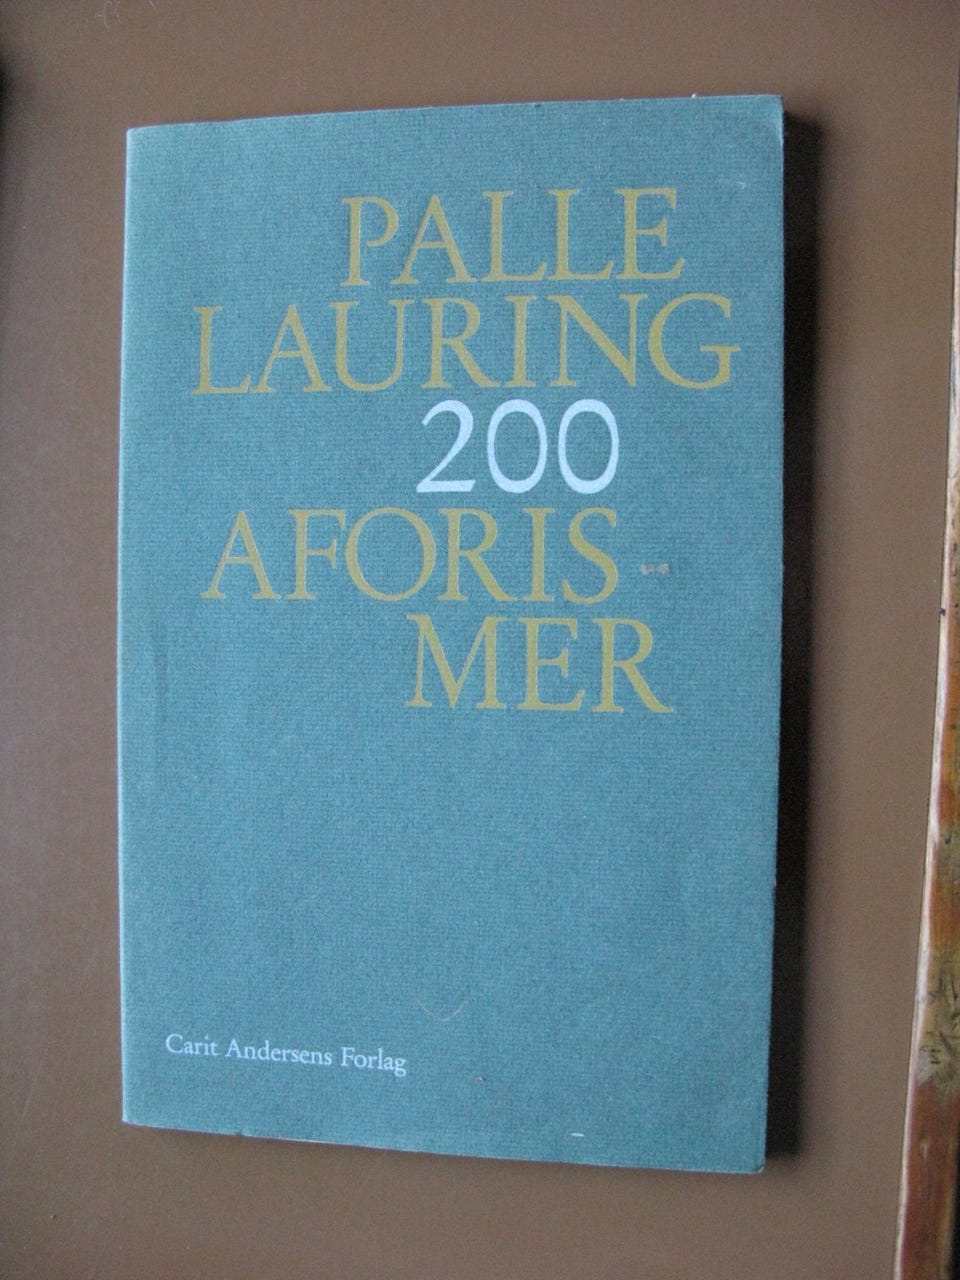 PALLE
LAURING
200
AFORIS
MER
Carit Andersens Forlag